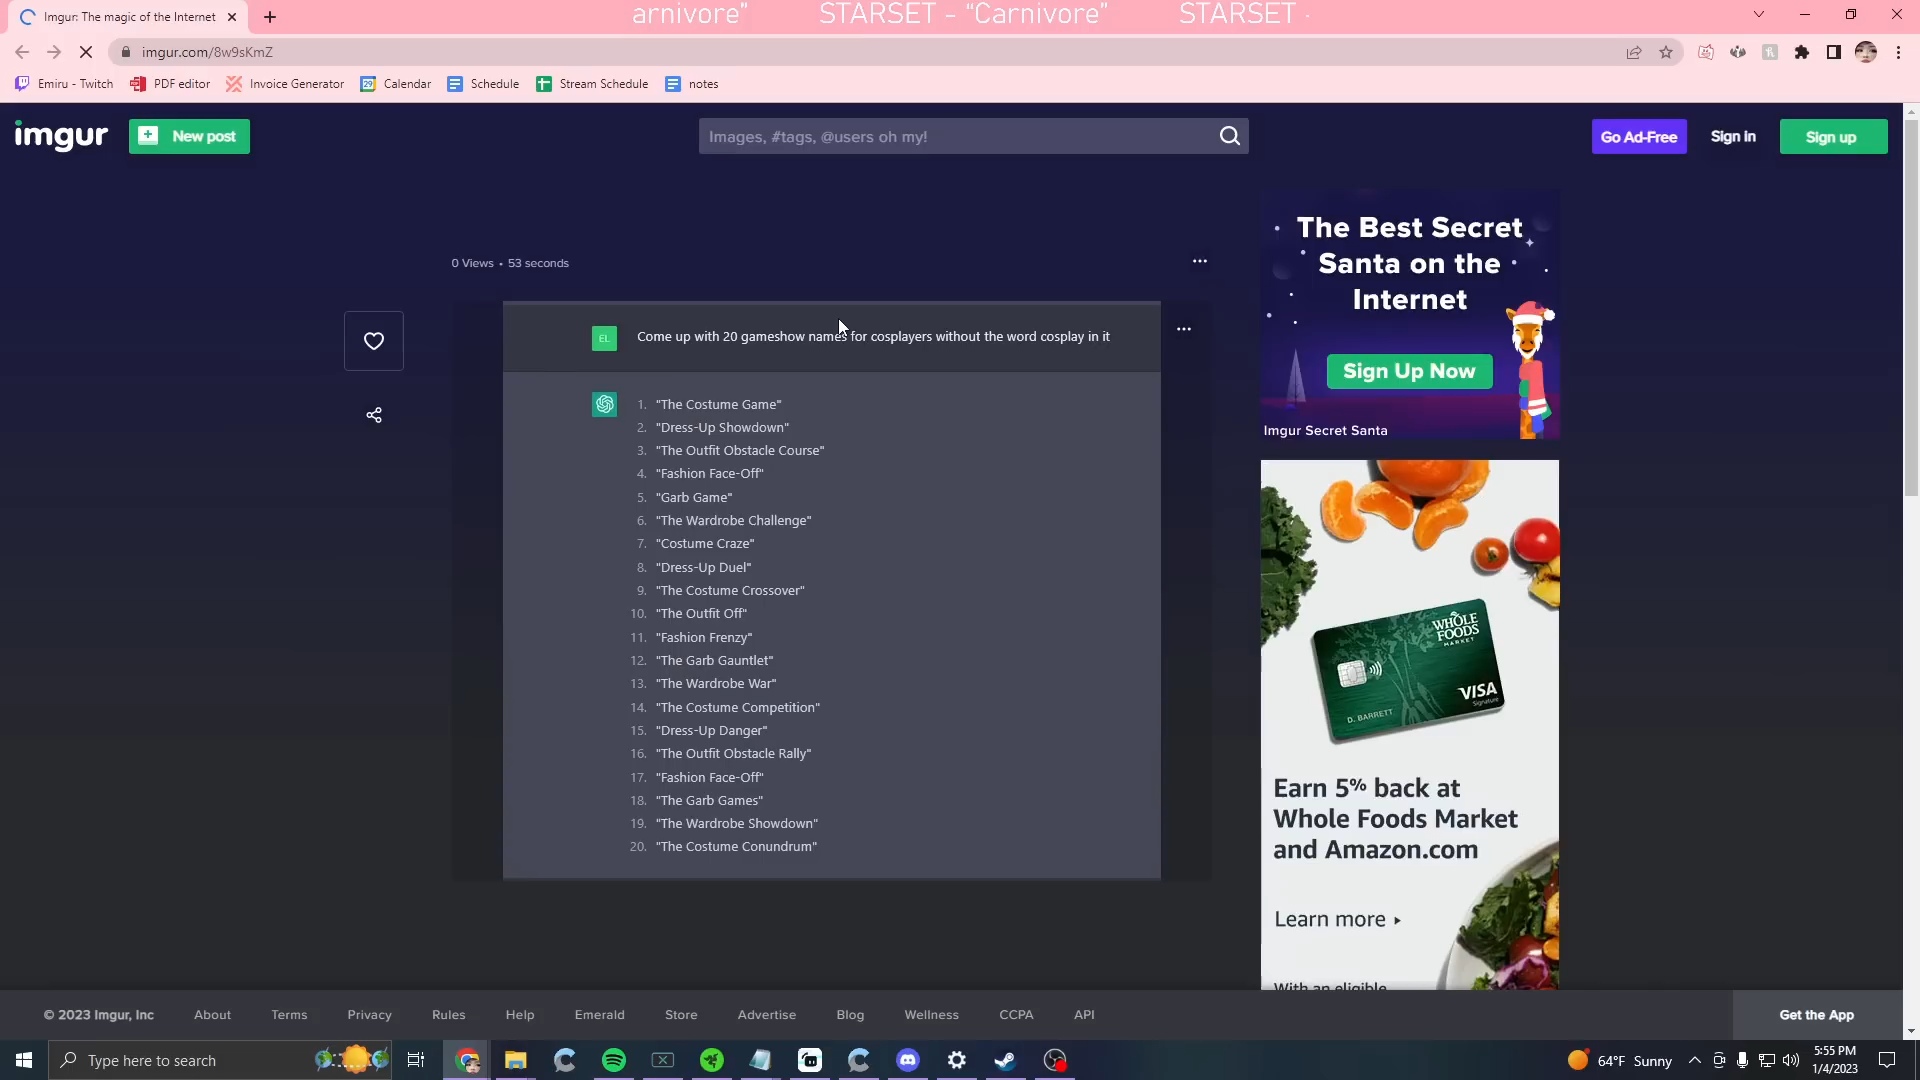 arnivore" STARSET - "Carnivore" STARSET
Imgur: The magic of the Internet
imgur.com/8w9sKmZ
Emiru - Twitch PDF editor Invoice Generator Calendar Schedule Stream Schedule notes
imgur New post Images, #tags, @users oh my! Go Ad-Free Sign in Sign up
0 Views • 53 seconds
EL Come up with 20 gameshow names for cosplayers without the word cosplay in it
1. "The Costume Game"
2. "Dress-Up Showdown"
3. "The Outfit Obstacle Course"
4. "Fashion Face-Off"
5. "Garb Game"
6. "The Wardrobe Challenge"
7. "Costume Craze"
8. "Dress-Up Duel"
9. "The Costume Crossover"
10. "The Outfit Off"
11. "Fashion Frenzy"
12. "The Garb Gauntlet"
13. "The Wardrobe War"
14. "The Costume Competition"
15. "Dress-Up Danger"
16. "The Outfit Obstacle Rally"
17. "Fashion Face-Off"
18. "The Garb Games"
19. "The Wardrobe Showdown"
20. "The Costume Conundrum"
The Best Secret
Santa on the
Internet
Sign Up Now
Imgur Secret Santa
WHOLE
FOODS
MARKET
VISA
Signature
D. BARRETT
Earn 5% back at
Whole Foods Market
and Amazon.com
Learn more
With an eligible
© 2023 Imgur, Inc About Terms Privacy Rules Help Emerald Store Advertise Blog Wellness CCPA API Get the App
Type here to search
64°F Sunny
5:55 PM
1/4/2023